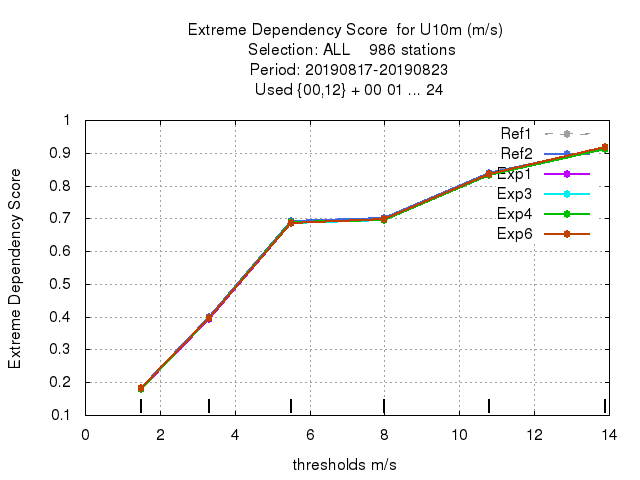 Extreme Dependency Score  for U10m (m/s)
Selection: ALL    986 stations
Period: 20190817-20190823
Used {00,12} + 00 01 ... 24
Extreme Dependency Score
1
0.9
0.8
0.7
0.6
0.5
0.4
0.3
0.2
0.1
Ref1
Ref2
Exp1
Exp3
Exp4
Exp6
0 2 4 6 8 10 12 14
thresholds m/s